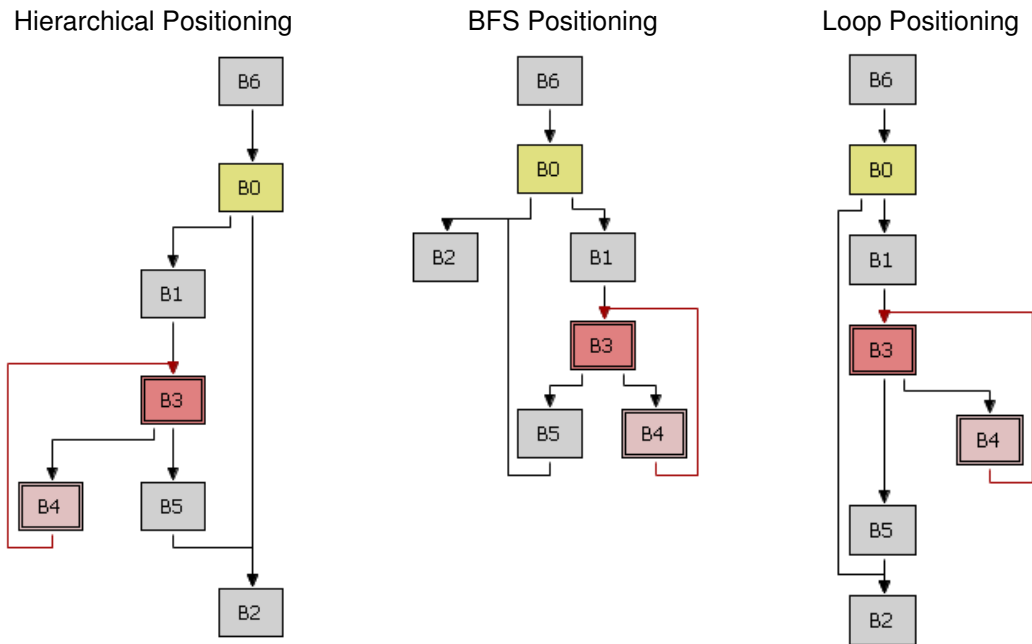 Hierarchical Positioning
B6
B0
B1
B3
B4
B5
B2
BFS Positioning
B6
B0
B2
B1
B3
B5
B4
Loop Positioning
B6
B0
B1
B3
B4
B5
B2